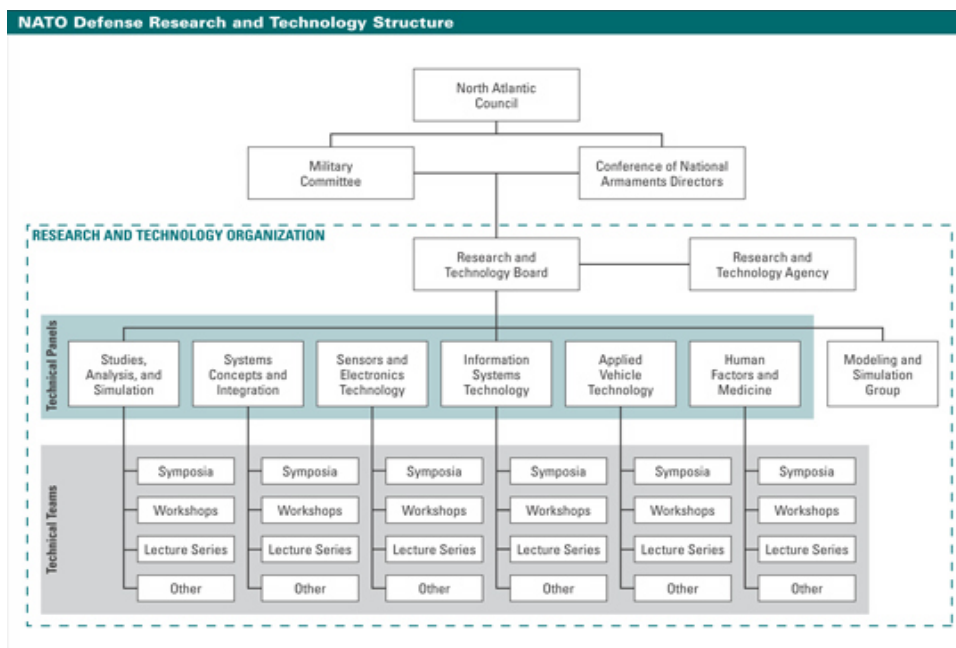 NATO Defense Research and Technology Structure
North Atlantic
Council
Military
Committee
Conference of National
Armaments Directors
RESEARCH AND TECHNOLOGY ORGANIZATION
Research and
Technology Board
Research and
Technology Agency
Technical Panels
Studies,
Analysis, and
Simulation
Systems
Concepts and
Integration
Sensors and
Electronics
Technology
Information
Systems
Technology
Applied
Vehicle
Technology
Human
Factors and
Medicine
Modeling and
Simulation
Group
Technical Teams
Symposia
Symposia
Symposia
Symposia
Symposia
Symposia
Workshops
Workshops
Workshops
Workshops
Workshops
Workshops
Lecture Series
Lecture Series
Lecture Series
Lecture Series
Lecture Series
Lecture Series
Other
Other
Other
Other
Other
Other